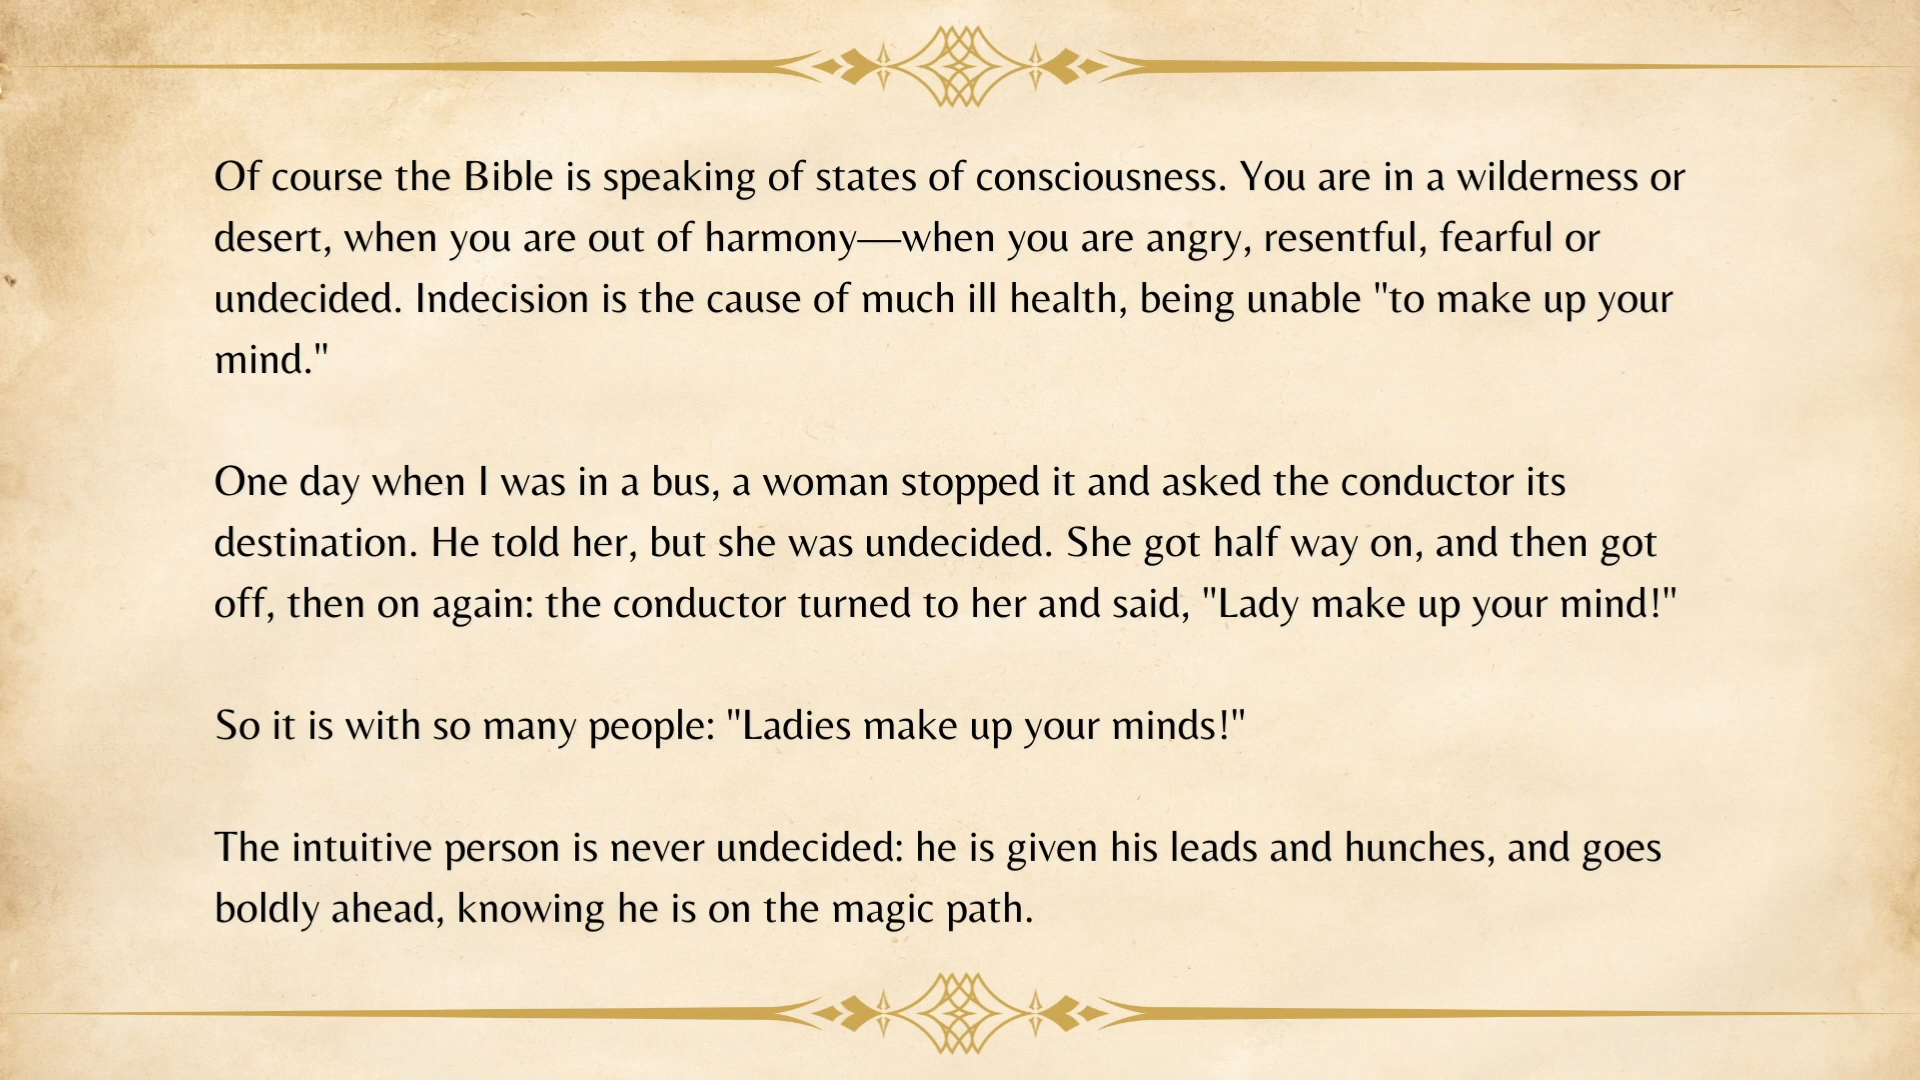 Of course the Bible is speaking of states of consciousness. You are in a wilderness or
desert, when you are out of harmony—when you are angry, resentful, fearful or
undecided. Indecision is the cause of much ill health, being unable "to make up your
mind."
One day when I was in a bus, a woman stopped it and asked the conductor its
destination. He told her, but she was undecided. She got half way on, and then got
off, then on again: the conductor turned to her and said, "Lady make up your mind!"
So it is with so many people: "Ladies make up your minds!"
The intuitive person is never undecided: he is given his leads and hunches, and goes
boldly ahead, knowing he is on the magic path.